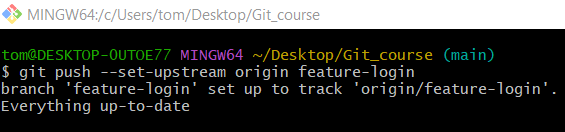 MINGW64:/c/Users/tom/Desktop/Git_course
tom@DESKTOP-OUTOE77 MINGW64 ~/Desktop/Git_course (main)
$ git push --set-upstream origin feature-login
branch 'feature-login' set up to track 'origin/feature-login'.
Everything up-to-date